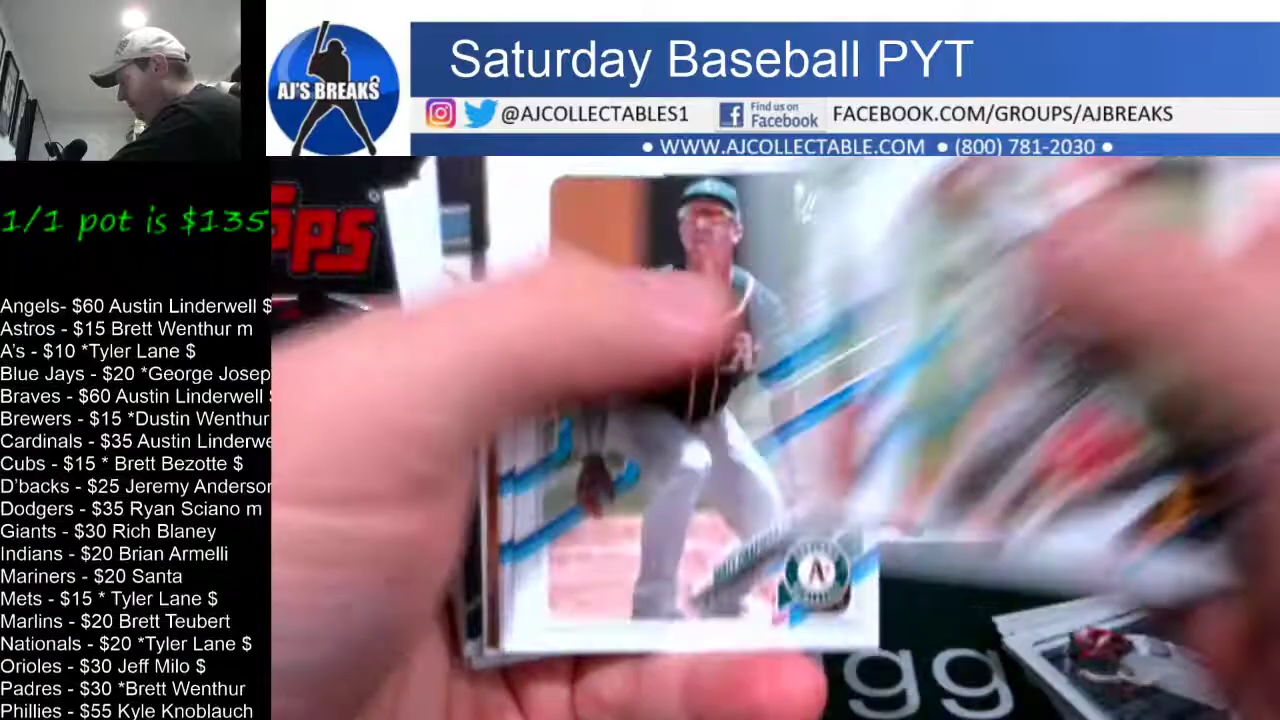 Saturday Baseball PYT
AJ'S BREAKS
@AJCOLLECTABLES1
Find us on
Facebook
FACEBOOK.COM/GROUPS/AJBREAKS
• WWW.AJCOLLECTABLE.COM • (800) 781-2030 •
1/1 pot is $135
Angels- $60 Austin Linderwell $
Astros - $15 Brett Wenthur m
A's - $10 *Tyler Lane $
Blue Jays - $20 *George Josep
Braves - $60 Austin Linderwell
Brewers - $15 *Dustin Wenthur
Cardinals - $35 Austin Linderwe
Cubs - $15 * Brett Bezotte $
D'backs - $25 Jeremy Anderson
Dodgers - $35 Ryan Sciano m
Giants - $30 Rich Blaney
Indians - $20 Brian Armelli
Mariners - $20 Santa
Mets - $15 * Tyler Lane $
Marlins - $20 Brett Teubert
Nationals - $20 *Tyler Lane $
Orioles - $30 Jeff Milo $
Padres - $30 *Brett Wenthur
Phillies - $55 Kyle Knoblauch
pps
A's
gg